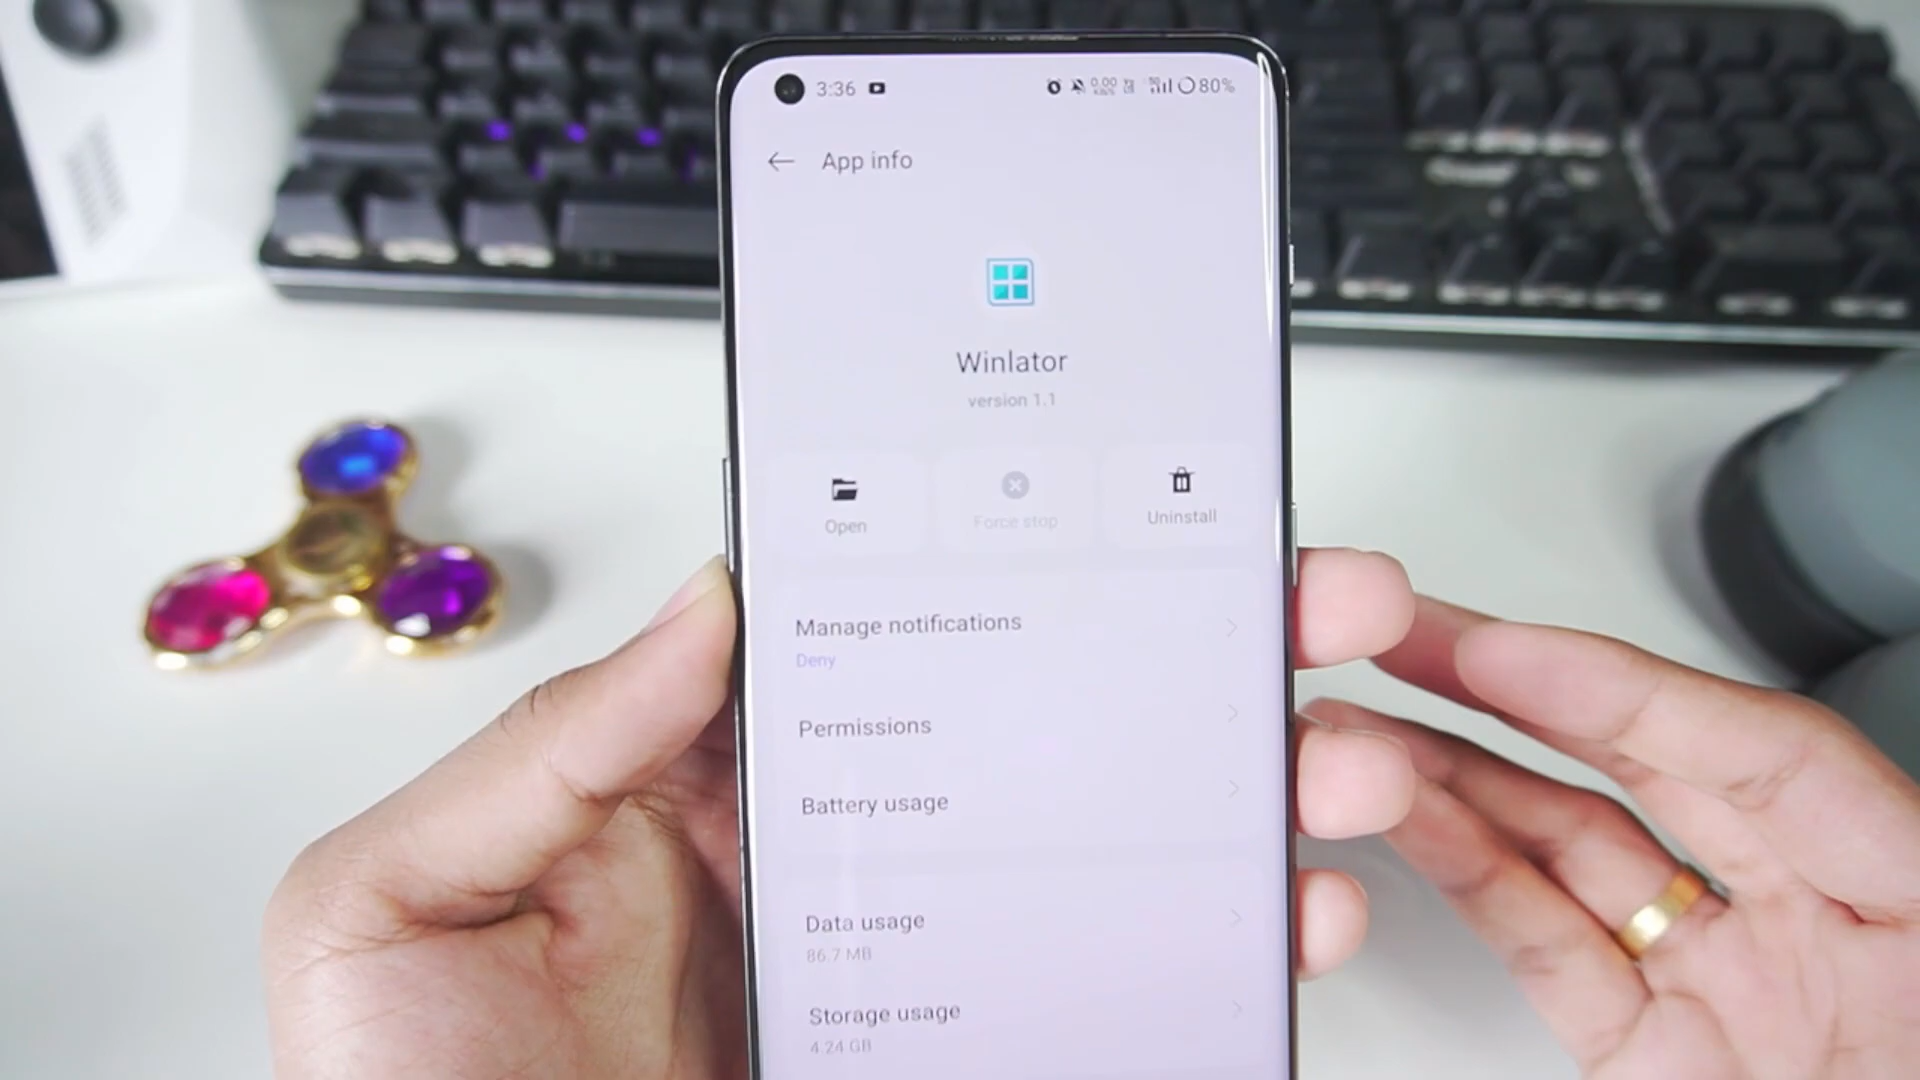 3:36 80%
App info
Winlator
version 1.1
Open
Force stop
Uninstall
Manage notifications
Deny
Permissions
Battery usage
Data usage
86.7 MB
Storage usage
4.24 GB